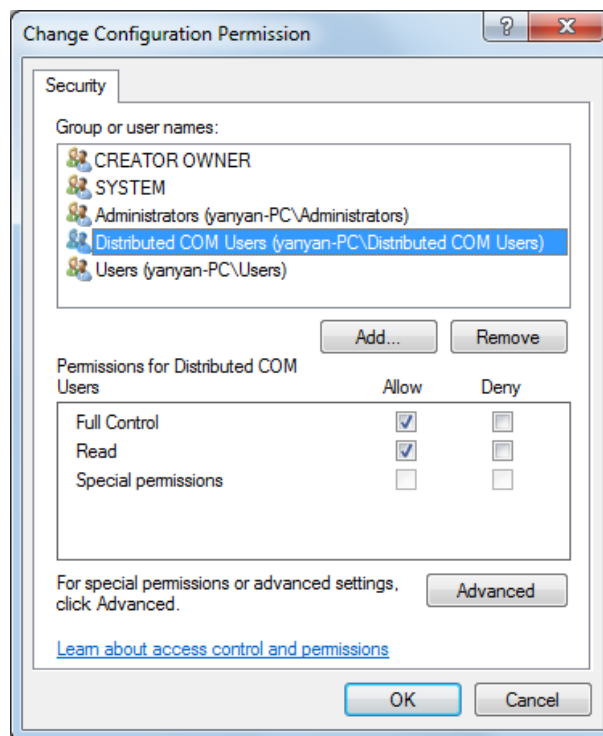 Change Configuration Permission
Security
Group or user names:
CREATOR OWNER
SYSTEM
Administrators (yanyan-PC\Administrators)
Distributed COM Users (yanyan-PC\Distributed COM Users)
Users (yanyan-PC\Users)
Add... Remove
Permissions for Distributed COM
Users Allow Deny
Full Control
Read
Special permissions
For special permissions or advanced settings,
click Advanced. Advanced
Learn about access control and permissions
OK Cancel